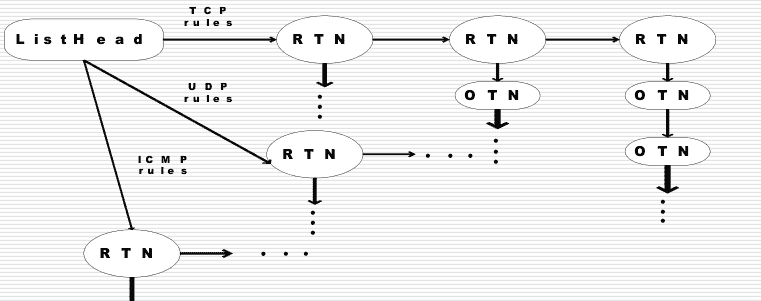 TCP
rules
ListHead
RTN
RTN
RTN
UDP
rules
OTN
OTN
RTN
OTN
ICMP
rules
RTN